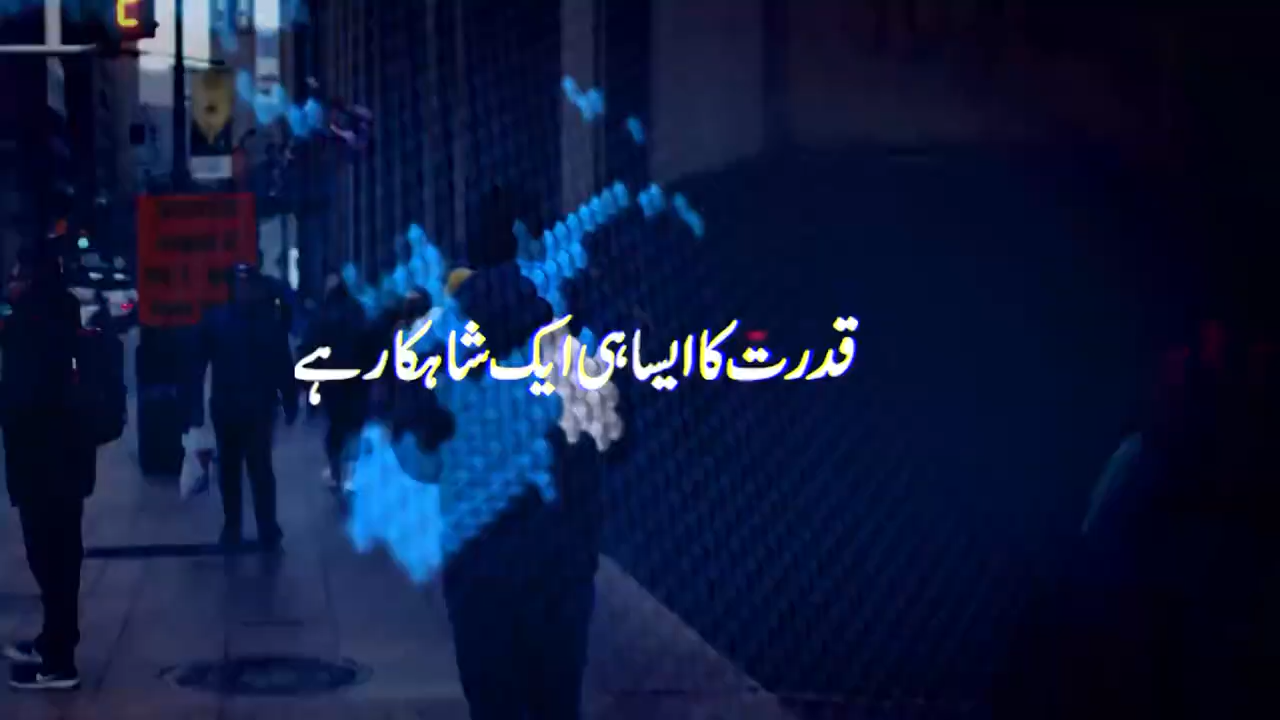 قدرت کا ایسا ہی ایک شاہکار ہے